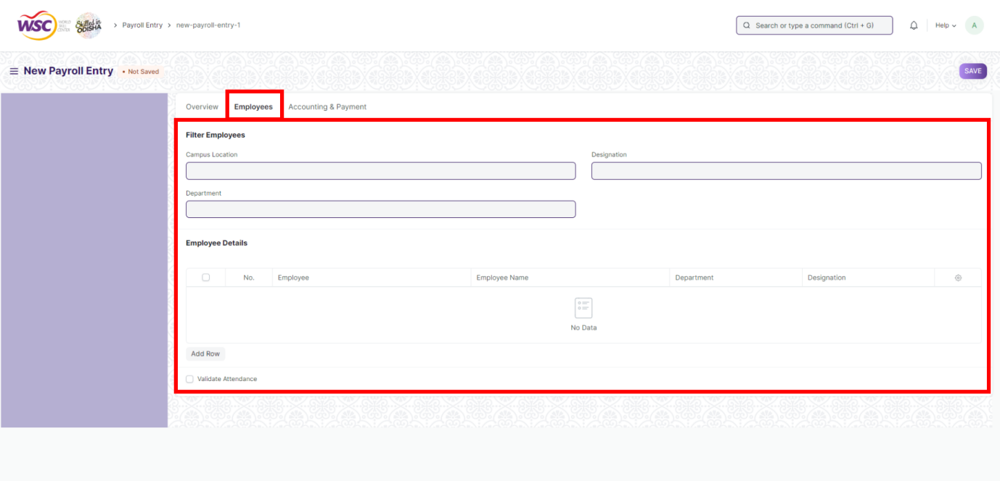 WSC WORLD SKILL CENTER Skilled in ODISHA > Payroll Entry > new-payroll-entry-1 Search or type a command (Ctrl + G) Help A
New Payroll Entry • Not Saved SAVE
Overview Employees Accounting & Payment
Filter Employees
Campus Location Designation
Department
Employee Details
No. Employee Employee Name Department Designation
No Data
Add Row
Validate Attendance